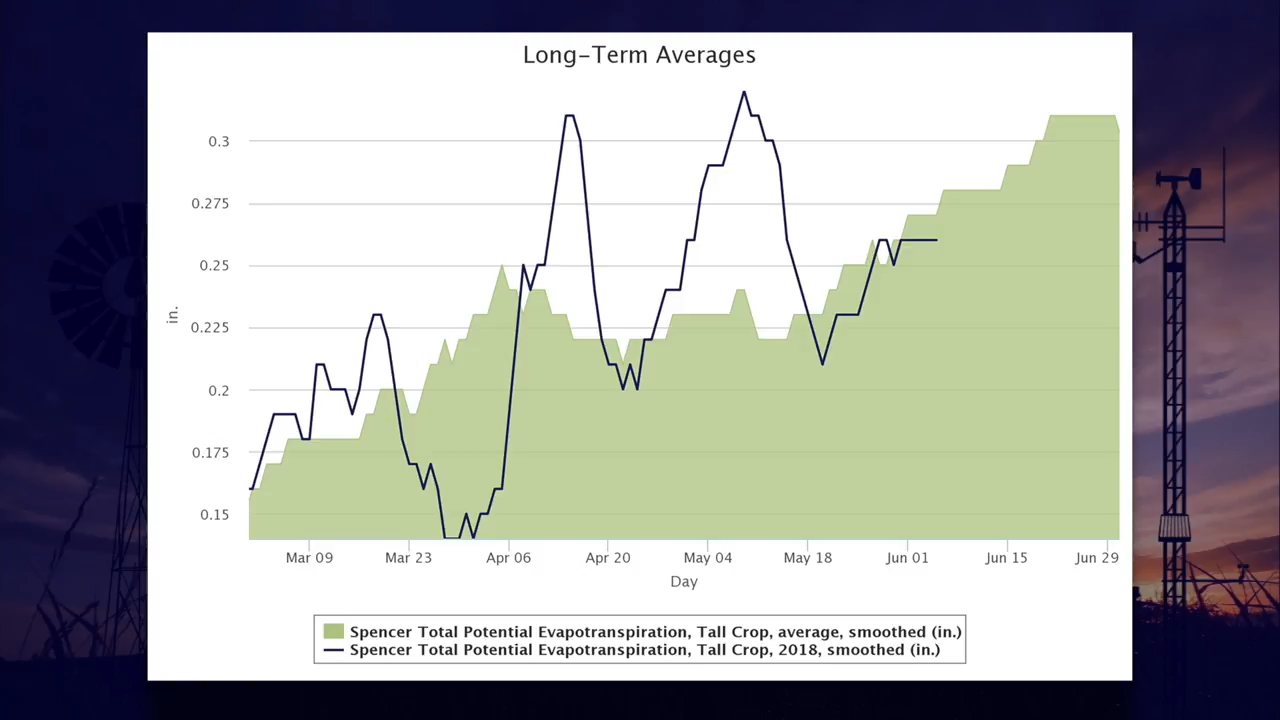 Long-Term Averages
0.3
0.275
0.25
0.225
0.2
0.175
0.15
in.
Mar 09 Mar 23 Apr 06 Apr 20 May 04 May 18 Jun 01 Jun 15 Jun 29
Day
Spencer Total Potential Evapotranspiration, Tall Crop, average, smoothed (in.)
Spencer Total Potential Evapotranspiration, Tall Crop, 2018, smoothed (in.)